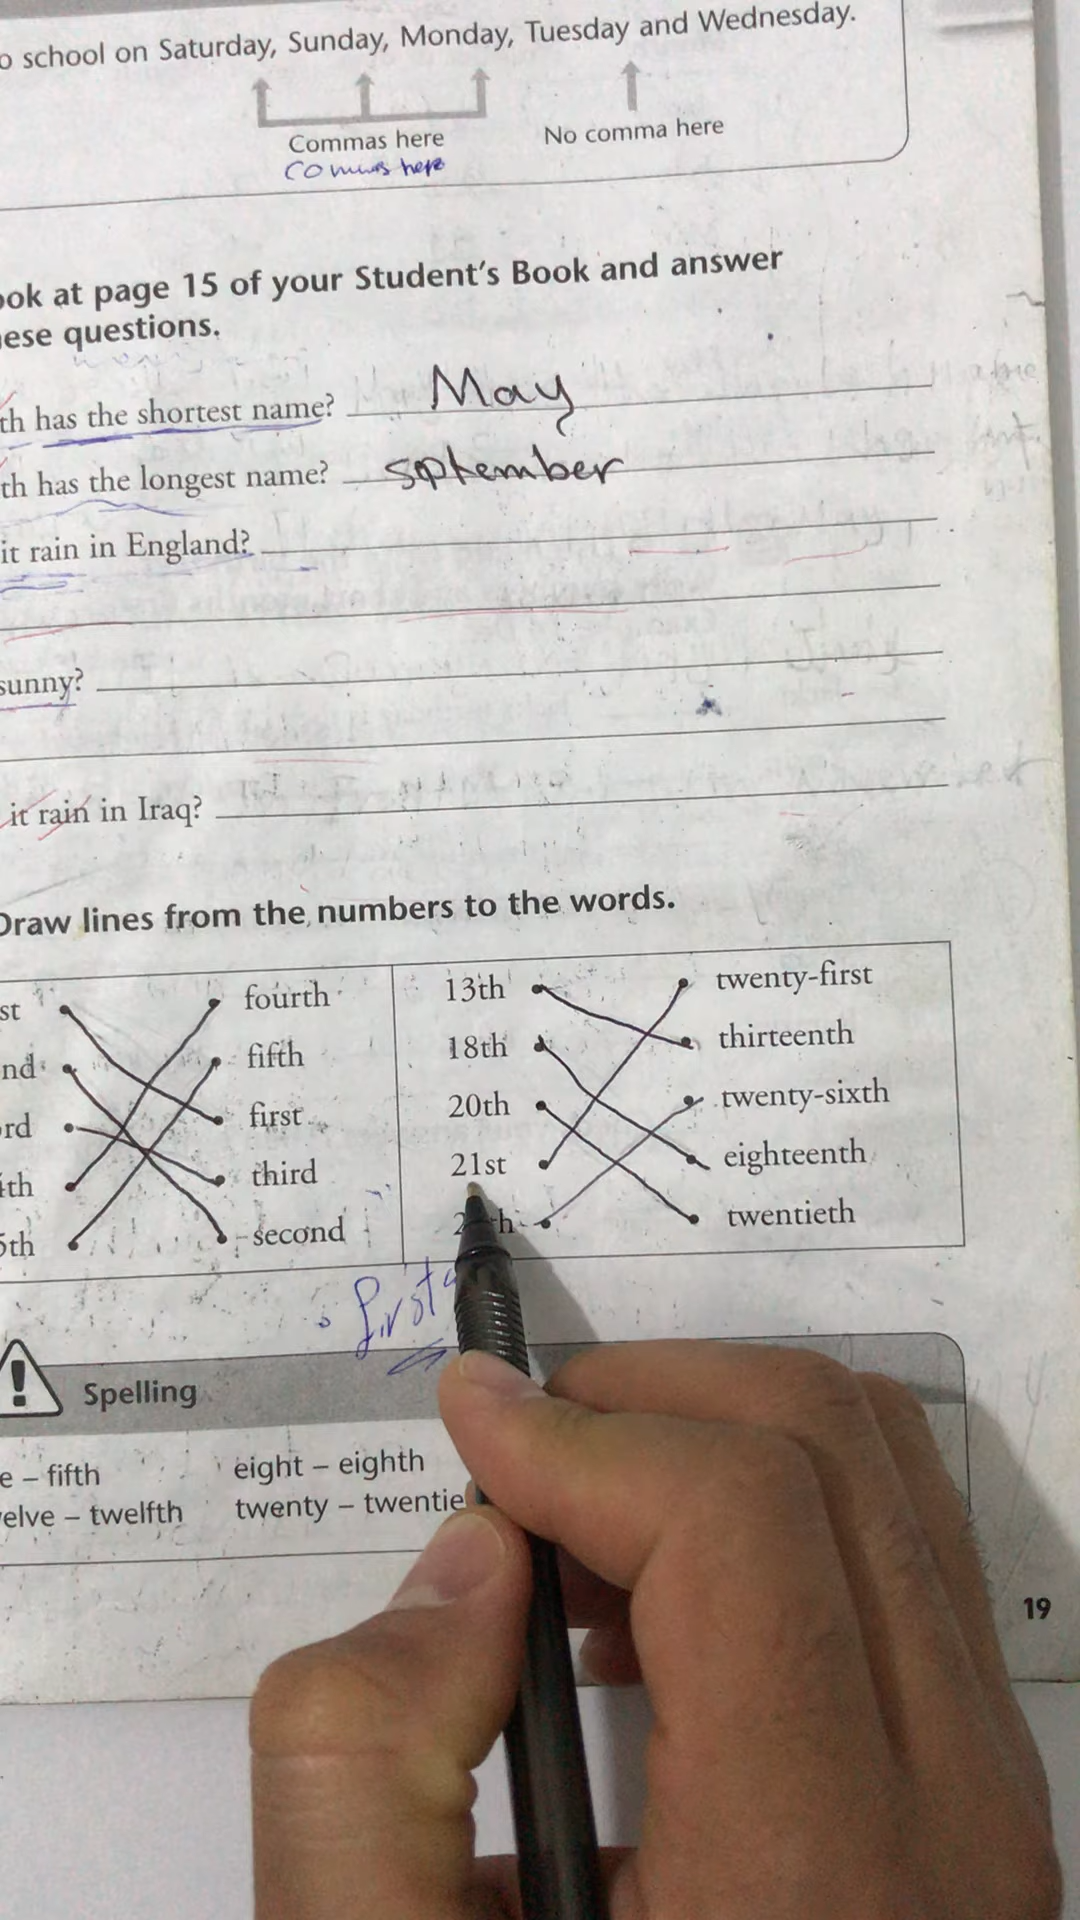 o school on Saturday, Sunday, Monday, Tuesday and Wednesday.
Commas here No comma here
ook at page 15 of your Student's Book and answer
ese questions.
th has the shortest name? May
th has the longest name? september
it rain in England?
sunny?
it rain in Iraq?
Draw lines from the numbers to the words.
st fourth 13th twenty-first
nd fifth 18th thirteenth
rd first 20th twenty-sixth
th third 21st eighteenth
5th second twentieth
first
! Spelling
e – fifth eight – eighth
elve – twelfth twenty – twentie
19